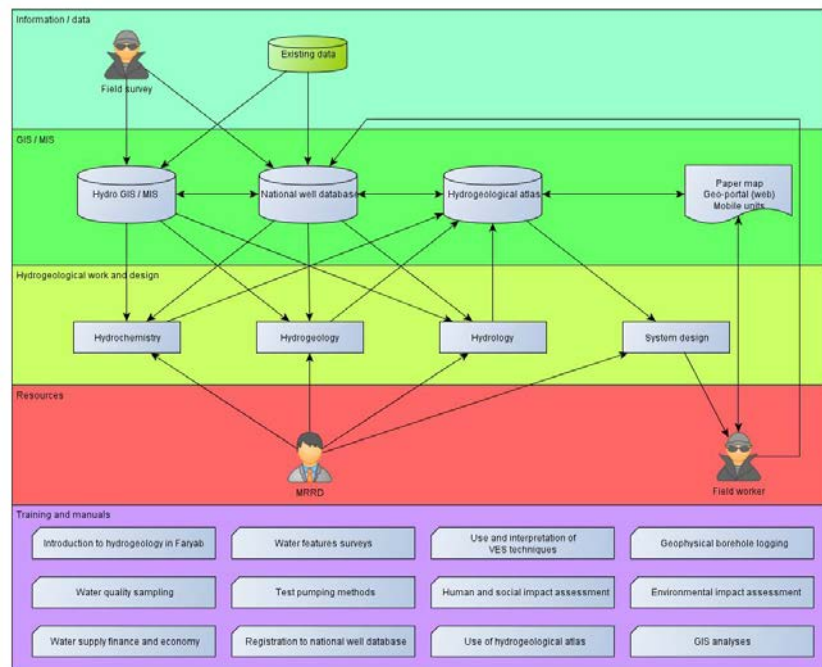 Information / data
Existing data
Field survey
GIS / MIS
Hydro GIS / MIS
National well database
Hydrogeological atlas
Paper map
Geo-portal (web)
Mobile units
Hydrogeological work and design
Hydrochemistry
Hydrogeology
Hydrology
System design
Resources
MRRD
Field worker
Training and manuals
Introduction to hydrogeology in Faryab
Water features surveys
Use and interpretation of
VES techniques
Geophysical borehole logging
Water quality sampling
Test pumping methods
Human and social impact assessment
Environmental impact assessment
Water supply finance and economy
Registration to national well database
Use of hydrogeological atlas
GIS analyses